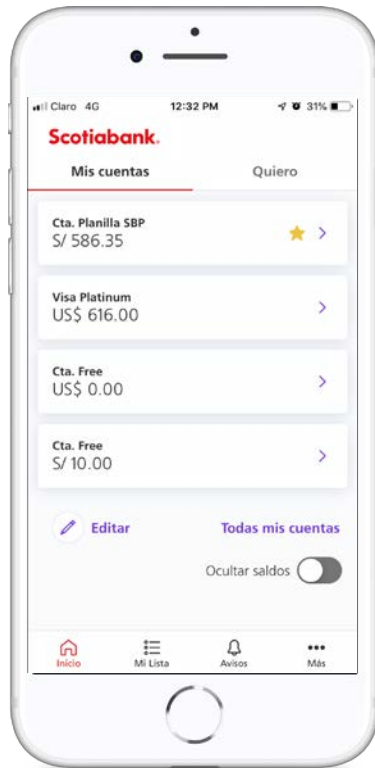 Claro 4G 12:32 PM 31%
Scotiabank.
Mis cuentas Quiero
Cta. Planilla SBP
S/ 586.35
Visa Platinum
US$ 616.00
Cta. Free
US$ 0.00
Cta. Free
S/ 10.00
Editar Todas mis cuentas
Ocultar saldos
Inicio Mi Lista Avisos Más